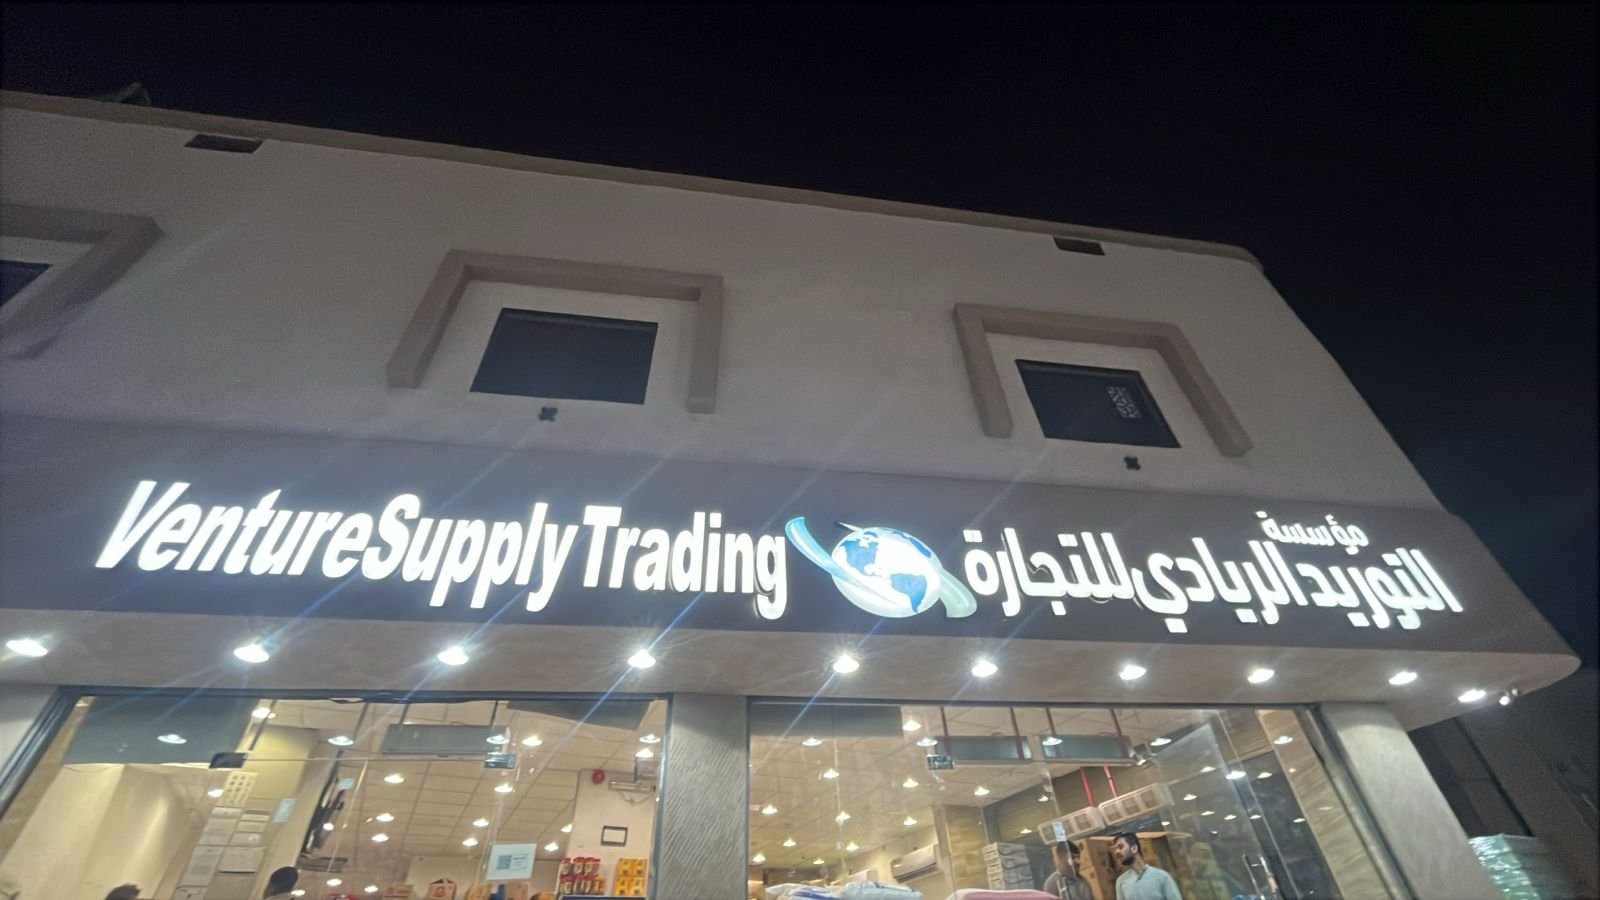 VentureSupplyTrading
مؤسسة
التوريد الريادي للتجارة